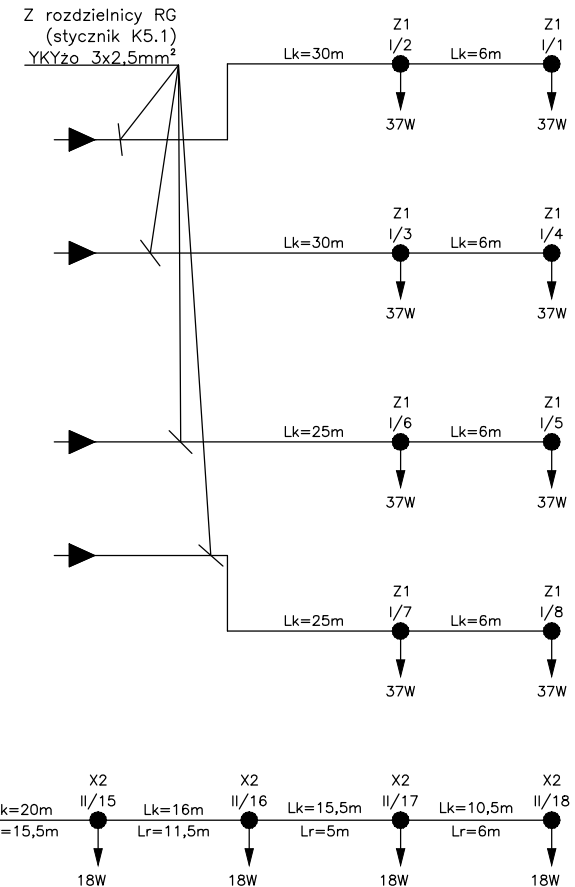 Z rozdzielnicy RG
(stycznik K5.1)
YKYżo 3x2,5mm²
Lk=30m
Z1
I/2
37W
Lk=6m
Z1
I/1
37W
Lk=30m
Z1
I/3
37W
Lk=6m
Z1
I/4
37W
Lk=25m
Z1
I/6
37W
Lk=6m
Z1
I/5
37W
Lk=25m
Z1
I/7
37W
Lk=6m
Z1
I/8
37W
k=20m
=15,5m
X2
II/15
18W
Lk=16m
Lr=11,5m
X2
II/16
18W
Lk=15,5m
Lr=5m
X2
II/17
18W
Lk=10,5m
Lr=6m
X2
II/18
18W